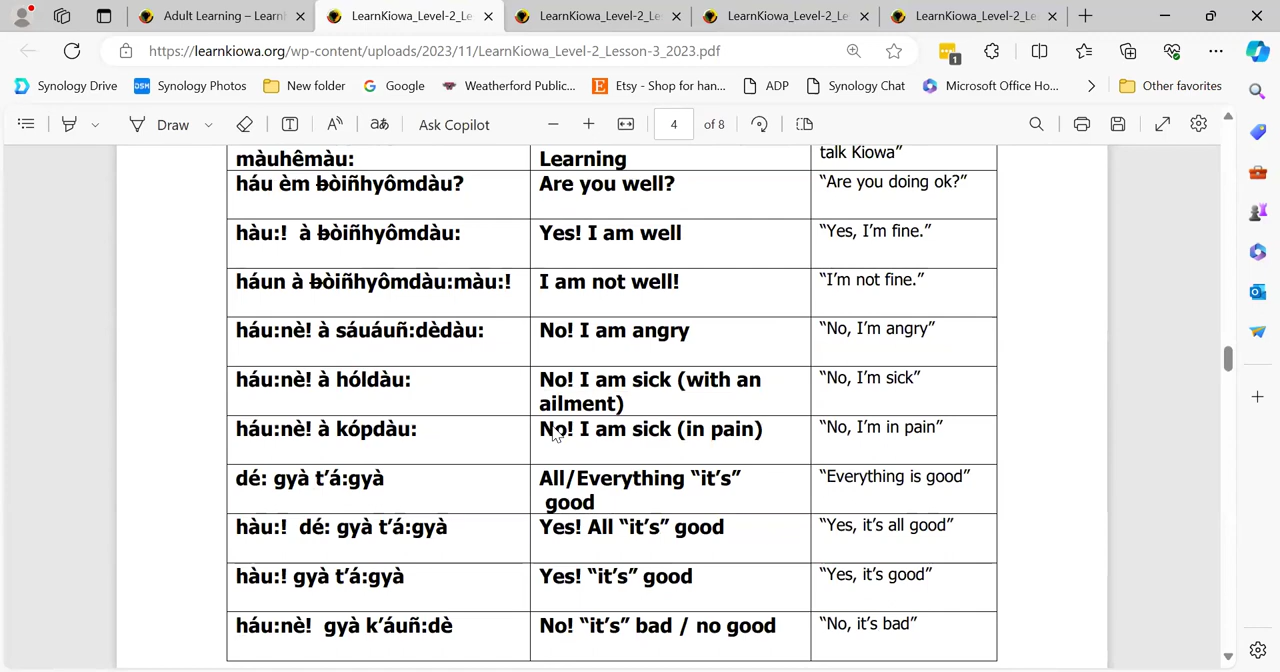 Adult Learning – Learn
LearnKiowa_Level-2_Le
LearnKiowa_Level-2_Le
LearnKiowa_Level-2_Le
LearnKiowa_Level-2_Le
https://learnkiowa.org/wp-content/uploads/2023/11/LearnKiowa_Level-2_Lesson-3_2023.pdf
1
Synology Drive
DSM Synology Photos
New folder
Google
Weatherford Public...
Etsy - Shop for han...
ADP
Synology Chat
Microsoft Office Ho...
Other favorites
Draw
Ask Copilot
4 of 8
màuhêmàu: Learning talk Kiowa”
háu èm ƀòiñhyômdàu? Are you well? “Are you doing ok?”
hàu:! à ƀòiñhyômdàu: Yes! I am well “Yes, I’m fine.”
háun à ƀòiñhyômdàu:màu:! I am not well! “I’m not fine.”
háu:nè! à sáuáuñ:dèdàu: No! I am angry “No, I’m angry”
háu:nè! à hóldàu: No! I am sick (with an “No, I’m sick”
ailment)
háu:nè! à kópdàu: No! I am sick (in pain) “No, I’m in pain”
dé: gyà t’á:gyà All/Everything “it’s” “Everything is good”
good
hàu:! dé: gyà t’á:gyà Yes! All “it’s” good “Yes, it’s all good”
hàu:! gyà t’á:gyà Yes! “it’s” good “Yes, it’s good”
háu:nè! gyà k’áuñ:dè No! “it’s” bad / no good “No, it’s bad”